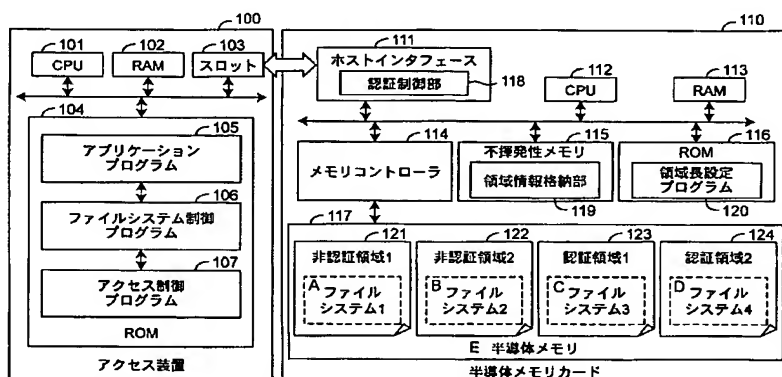 100
110
101
102
103
CPU
RAM
スロット
111
ホストインタフェース
認証制御部
118
112
CPU
113
RAM
104
105
アプリケーション
プログラム
106
ファイルシステム制御
プログラム
107
アクセス制御
プログラム
ROM
アクセス装置
114
メモリコントローラ
115
不揮発性メモリ
領域情報格納部
119
116
ROM
領域長設定
プログラム
120
117
121
非認証領域1
A ファイル
システム1
122
非認証領域2
B ファイル
システム2
123
認証領域1
C ファイル
システム3
124
認証領域2
D ファイル
システム4
E 半導体メモリ
半導体メモリカード